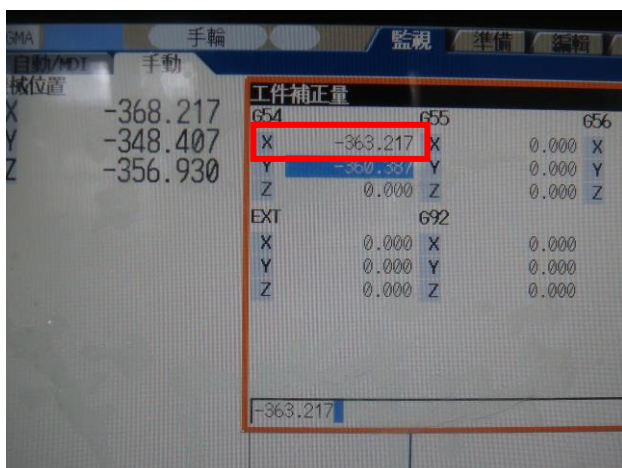 GMA 手輪 監視 準備 編輯
自動/MDI 手動
械位置
X -368.217
Y -348.407
Z -356.930
工件補正量
G54 G55 G56
X -363.217 X 0.000 X
Y -360.387 Y 0.000 Y
Z 0.000 Z 0.000 Z
EXT G92
X 0.000 X 0.000
Y 0.000 Y 0.000
Z 0.000 Z 0.000
-363.217